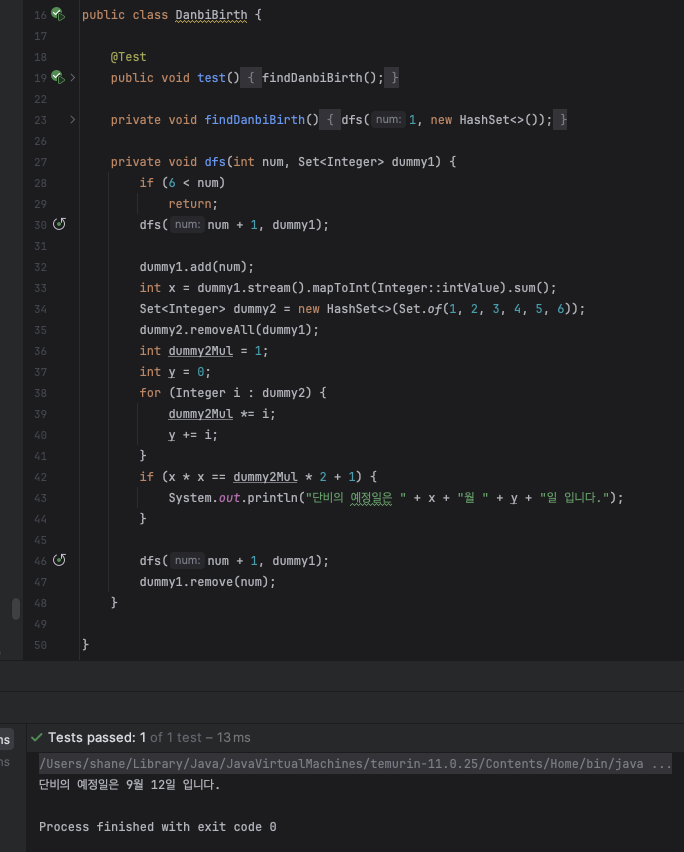 16 public class DanbiBirth {
17
18 @Test
19 public void test() { findDanbiBirth(); }
22
23 private void findDanbiBirth() { dfs( num: 1, new HashSet<>()); }
26
27 private void dfs(int num, Set<Integer> dummy1) {
28 if (6 < num)
29 return;
30 dfs( num: num + 1, dummy1);
31
32 dummy1.add(num);
33 int x = dummy1.stream().mapToInt(Integer::intValue).sum();
34 Set<Integer> dummy2 = new HashSet<>(Set.of(1, 2, 3, 4, 5, 6));
35 dummy2.removeAll(dummy1);
36 int dummy2Mul = 1;
37 int y = 0;
38 for (Integer i : dummy2) {
39 dummy2Mul *= i;
40 y += i;
41 }
42 if (x * x == dummy2Mul * 2 + 1) {
43 System.out.println("단비의 예정일은 " + x + "월 " + y + "일 입니다.");
44 }
45
46 dfs( num: num + 1, dummy1);
47 dummy1.remove(num);
48 }
49
50 }
ms ✓ Tests passed: 1 of 1 test – 13 ms
ms /Users/shane/Library/Java/JavaVirtualMachines/temurin-11.0.25/Contents/Home/bin/java ...
단비의 예정일은 9월 12일 입니다.
Process finished with exit code 0